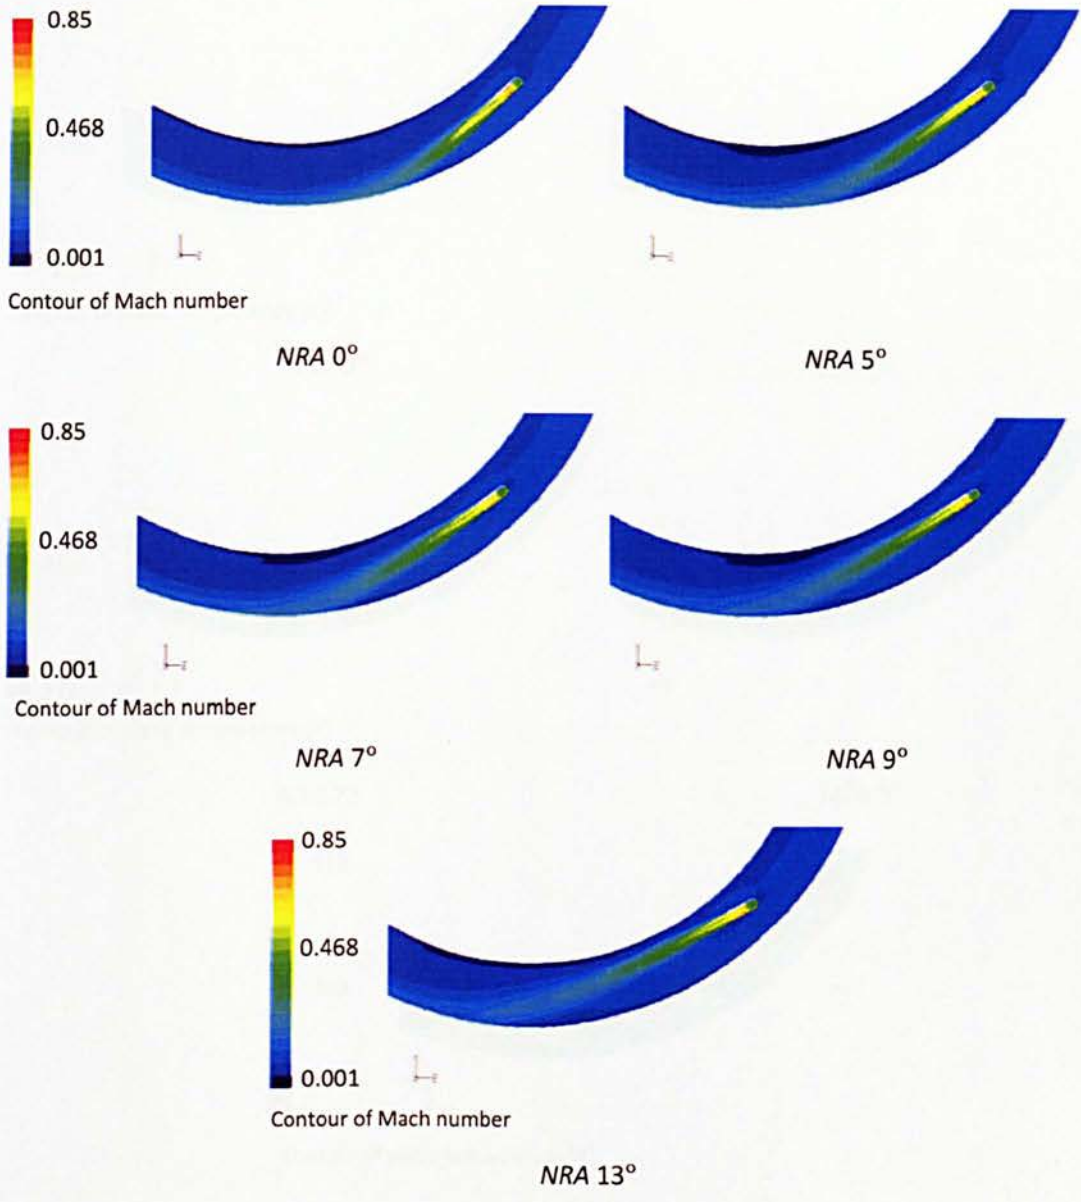 0.85
0.468
0.001
Contour of Mach number
NRA 0°
NRA 5°
0.85
0.468
0.001
Contour of Mach number
NRA 7°
NRA 9°
0.85
0.468
0.001
Contour of Mach number
NRA 13°